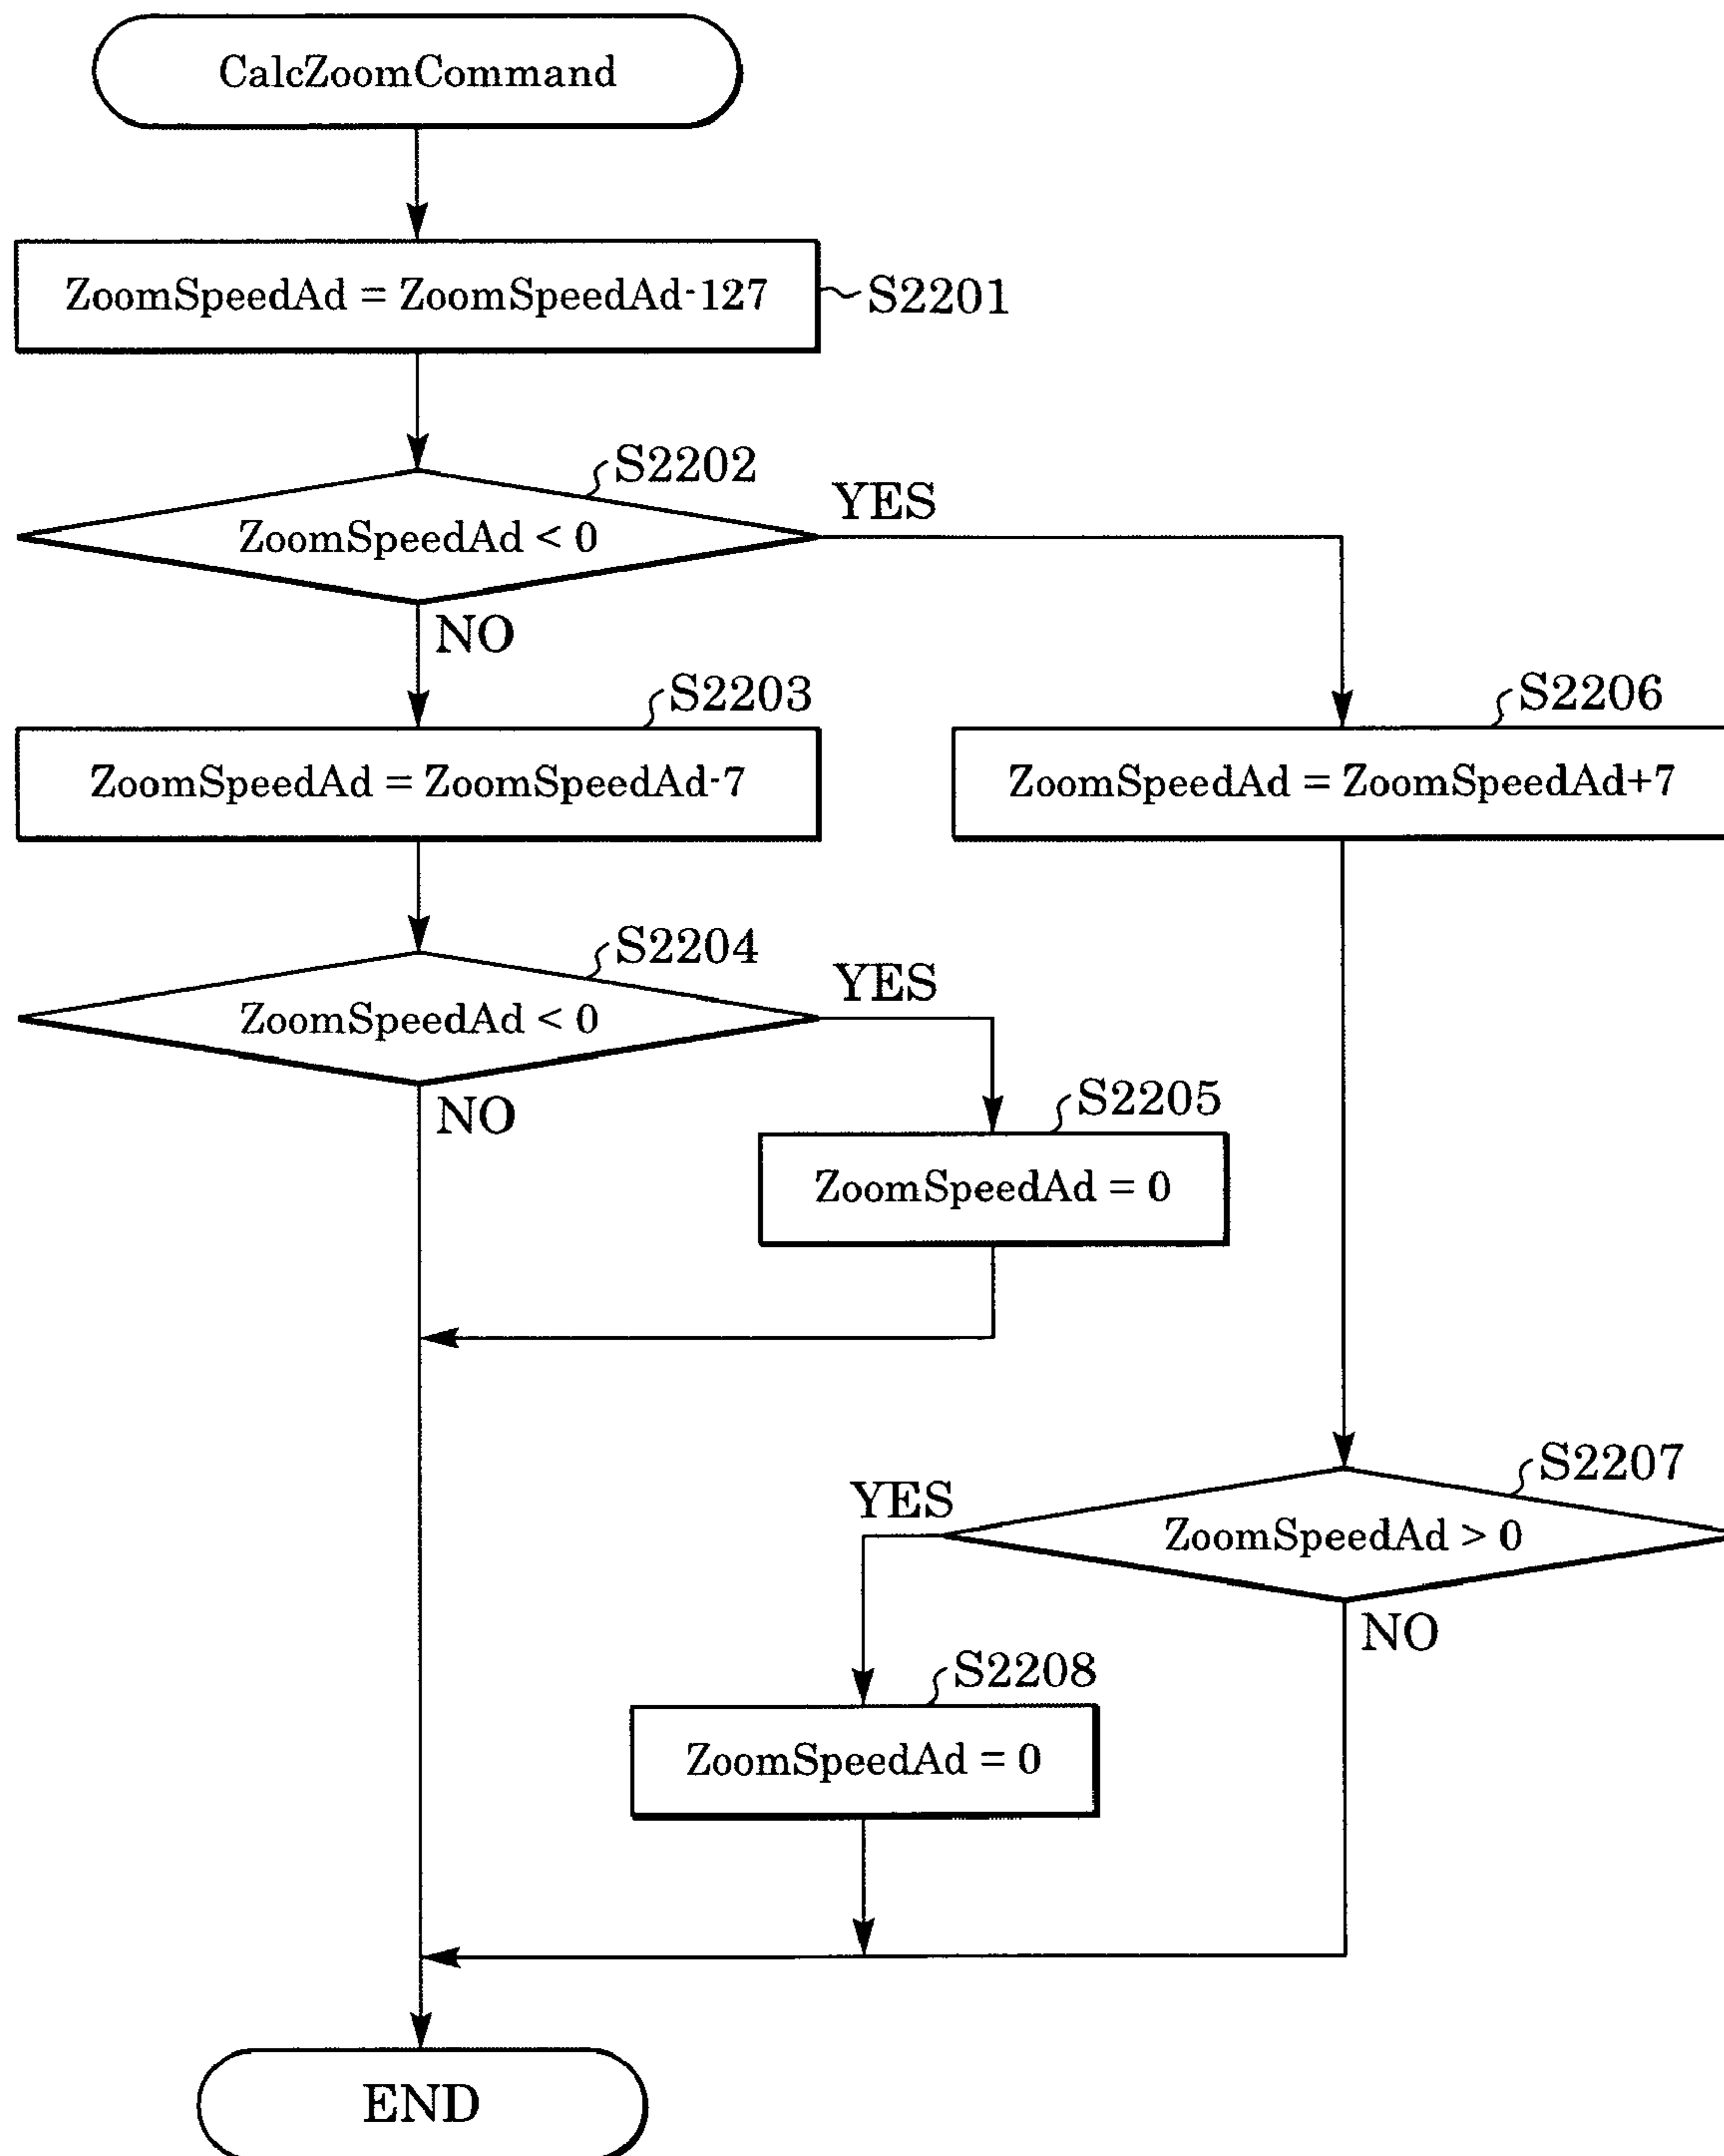 CalcZoomCommand
ZoomSpeedAd = ZoomSpeedAd-127
S2201
S2202
ZoomSpeedAd < 0
YES
NO
S2203
ZoomSpeedAd = ZoomSpeedAd-7
S2206
ZoomSpeedAd = ZoomSpeedAd+7
S2204
ZoomSpeedAd < 0
YES
NO
S2205
ZoomSpeedAd = 0
S2207
YES
ZoomSpeedAd > 0
NO
S2208
ZoomSpeedAd = 0
END